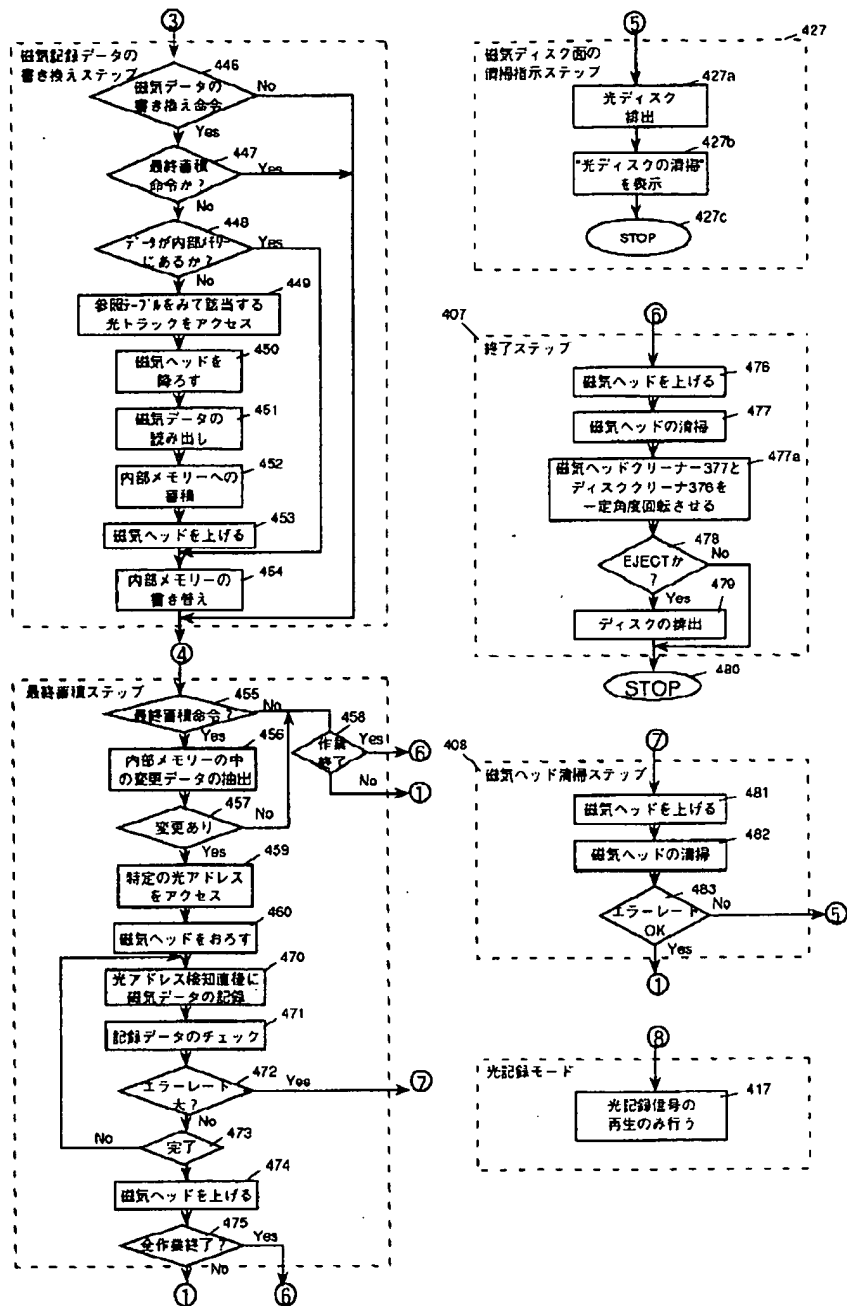 ③
磁気記録データの
書き換えステップ
446
磁気データの
書き換え命令
No
Yes
447
最終蓄積
命令か?
Yes
No
448
データが内部メモリー
にあるか?
Yes
No
449
参照テーブルをみて該当する
光トラックをアクセス
450
磁気ヘッドを
降ろす
451
磁気データの
読み出し
452
内部メモリーへの
蓄積
453
磁気ヘッドを上げる
454
内部メモリーの
書き替え
④
最終蓄積ステップ
455
最終蓄積命令?
No
Yes
456
内部メモリーの中
の変更データの抽出
457
変更あり
No
Yes
458
作業
終了
Yes
⑥
No
①
459
特定の光アドレス
をアクセス
460
磁気ヘッドをおろす
470
光アドレス検知直後に
磁気データの記録
471
記録データのチェック
472
エラーレート
大?
Yes
⑦
No
473
完了
No
474
磁気ヘッドを上げる
475
全作業終了?
Yes
No
①
⑥
⑤
427
磁気ディスク面の
清掃指示ステップ
427a
光ディスク
排出
427b
"光ディスクの清掃"
を表示
427c
STOP
⑥
407
終了ステップ
476
磁気ヘッドを上げる
477
磁気ヘッドの清掃
477a
磁気ヘッドクリーナー377と
ディスククリーナ376を
一定角度回転させる
478
EJECTか
?
No
Yes
479
ディスクの排出
480
STOP
⑦
408
磁気ヘッド清掃ステップ
481
磁気ヘッドを上げる
482
磁気ヘッドの清掃
483
エラーレート
OK
No
⑤
Yes
①
⑧
光記録モード
417
光記録信号の
再生のみ行う